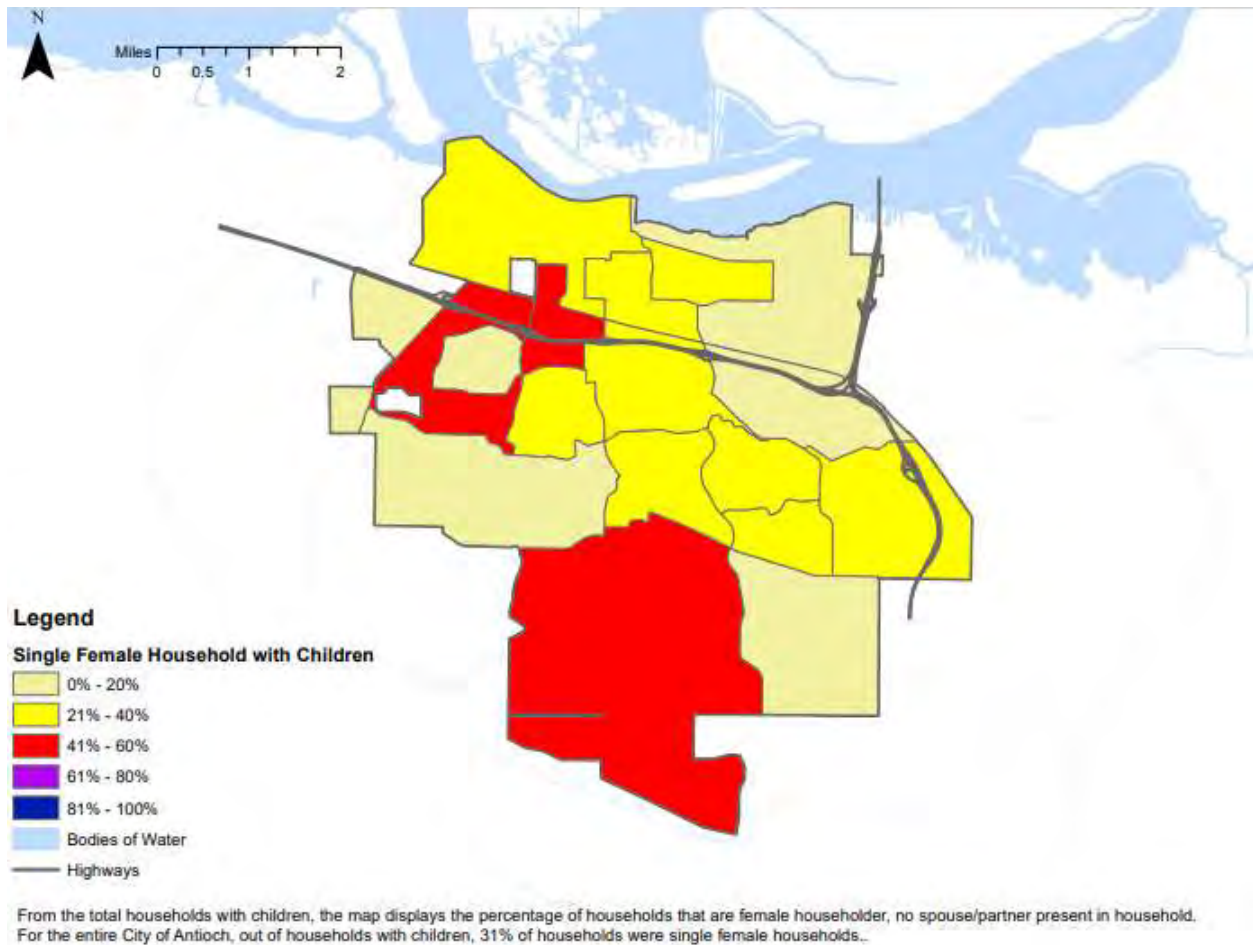 N
Miles
0 0.5 1 2
Legend
Single Female Household with Children
0% - 20%
21% - 40%
41% - 60%
61% - 80%
81% - 100%
Bodies of Water
Highways
From the total households with children, the map displays the percentage of households that are female householder, no spouse/partner present in household.
For the entire City of Antioch, out of households with children, 31% of households were single female households..